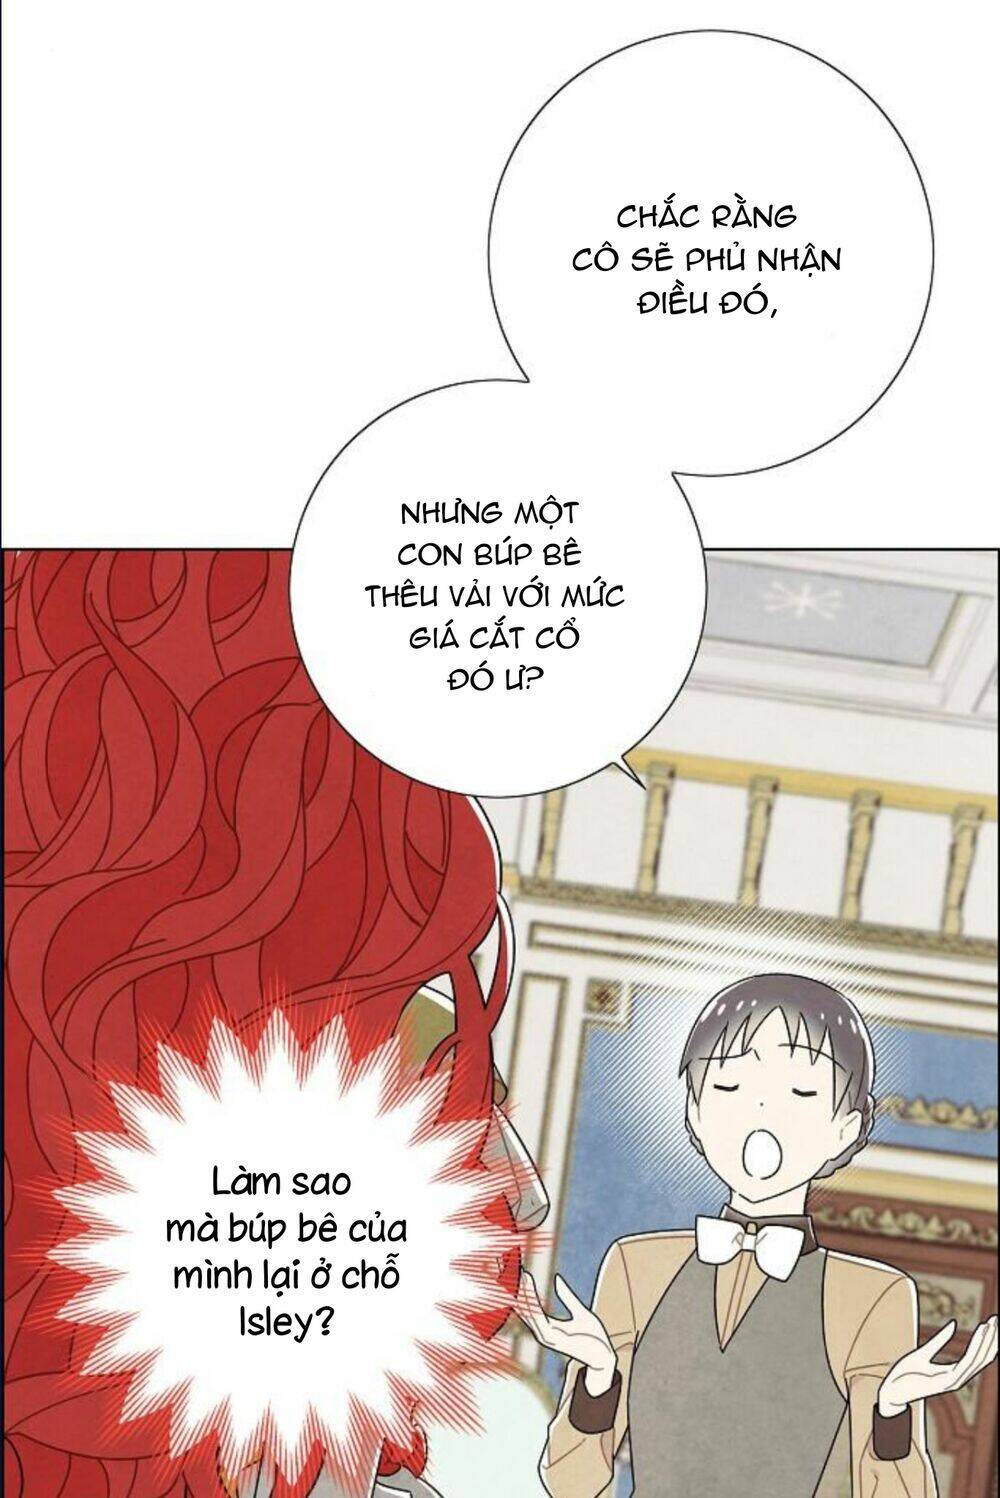 CHẮC RẰNG
CÔ SẼ PHỦ NHẬN
ĐIỀU ĐÓ,
NHƯNG MỘT
CON BÚP BÊ
THÊU VẢI VỚI MỨC
GIÁ CẮT CỔ
ĐÓ Ư?
Làm sao
mà búp bê của
mình lại ở chỗ
Isley?